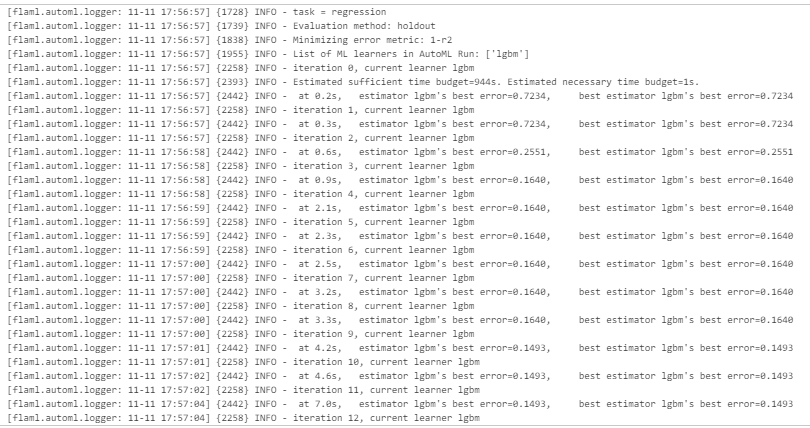 [flaml.automl.logger: 11-11 17:56:57] {1728} INFO - task = regression
[flaml.automl.logger: 11-11 17:56:57] {1739} INFO - Evaluation method: holdout
[flaml.automl.logger: 11-11 17:56:57] {1838} INFO - Minimizing error metric: 1-r2
[flaml.automl.logger: 11-11 17:56:57] {1955} INFO - List of ML learners in AutoML Run: ['lgbm']
[flaml.automl.logger: 11-11 17:56:57] {2258} INFO - iteration 0, current learner lgbm
[flaml.automl.logger: 11-11 17:56:57] {2393} INFO - Estimated sufficient time budget=944s. Estimated necessary time budget=1s.
[flaml.automl.logger: 11-11 17:56:57] {2442} INFO -  at 0.2s,	estimator lgbm's best error=0.7234,	best estimator lgbm's best error=0.7234
[flaml.automl.logger: 11-11 17:56:57] {2258} INFO - iteration 1, current learner lgbm
[flaml.automl.logger: 11-11 17:56:57] {2442} INFO -  at 0.3s,	estimator lgbm's best error=0.7234,	best estimator lgbm's best error=0.7234
[flaml.automl.logger: 11-11 17:56:57] {2258} INFO - iteration 2, current learner lgbm
[flaml.automl.logger: 11-11 17:56:58] {2442} INFO -  at 0.6s,	estimator lgbm's best error=0.2551,	best estimator lgbm's best error=0.2551
[flaml.automl.logger: 11-11 17:56:58] {2258} INFO - iteration 3, current learner lgbm
[flaml.automl.logger: 11-11 17:56:58] {2442} INFO -  at 0.9s,	estimator lgbm's best error=0.1640,	best estimator lgbm's best error=0.1640
[flaml.automl.logger: 11-11 17:56:58] {2258} INFO - iteration 4, current learner lgbm
[flaml.automl.logger: 11-11 17:56:59] {2442} INFO -  at 2.1s,	estimator lgbm's best error=0.1640,	best estimator lgbm's best error=0.1640
[flaml.automl.logger: 11-11 17:56:59] {2258} INFO - iteration 5, current learner lgbm
[flaml.automl.logger: 11-11 17:56:59] {2442} INFO -  at 2.3s,	estimator lgbm's best error=0.1640,	best estimator lgbm's best error=0.1640
[flaml.automl.logger: 11-11 17:56:59] {2258} INFO - iteration 6, current learner lgbm
[flaml.automl.logger: 11-11 17:57:00] {2442} INFO -  at 2.5s,	estimator lgbm's best error=0.1640,	best estimator lgbm's best error=0.1640
[flaml.automl.logger: 11-11 17:57:00] {2258} INFO - iteration 7, current learner lgbm
[flaml.automl.logger: 11-11 17:57:00] {2442} INFO -  at 3.2s,	estimator lgbm's best error=0.1640,	best estimator lgbm's best error=0.1640
[flaml.automl.logger: 11-11 17:57:00] {2258} INFO - iteration 8, current learner lgbm
[flaml.automl.logger: 11-11 17:57:00] {2442} INFO -  at 3.3s,	estimator lgbm's best error=0.1640,	best estimator lgbm's best error=0.1640
[flaml.automl.logger: 11-11 17:57:00] {2258} INFO - iteration 9, current learner lgbm
[flaml.automl.logger: 11-11 17:57:01] {2442} INFO -  at 4.2s,	estimator lgbm's best error=0.1493,	best estimator lgbm's best error=0.1493
[flaml.automl.logger: 11-11 17:57:01] {2258} INFO - iteration 10, current learner lgbm
[flaml.automl.logger: 11-11 17:57:02] {2442} INFO -  at 4.6s,	estimator lgbm's best error=0.1493,	best estimator lgbm's best error=0.1493
[flaml.automl.logger: 11-11 17:57:02] {2258} INFO - iteration 11, current learner lgbm
[flaml.automl.logger: 11-11 17:57:04] {2442} INFO -  at 7.0s,	estimator lgbm's best error=0.1493,	best estimator lgbm's best error=0.1493
[flaml.automl.logger: 11-11 17:57:04] {2258} INFO - iteration 12, current learner lgbm